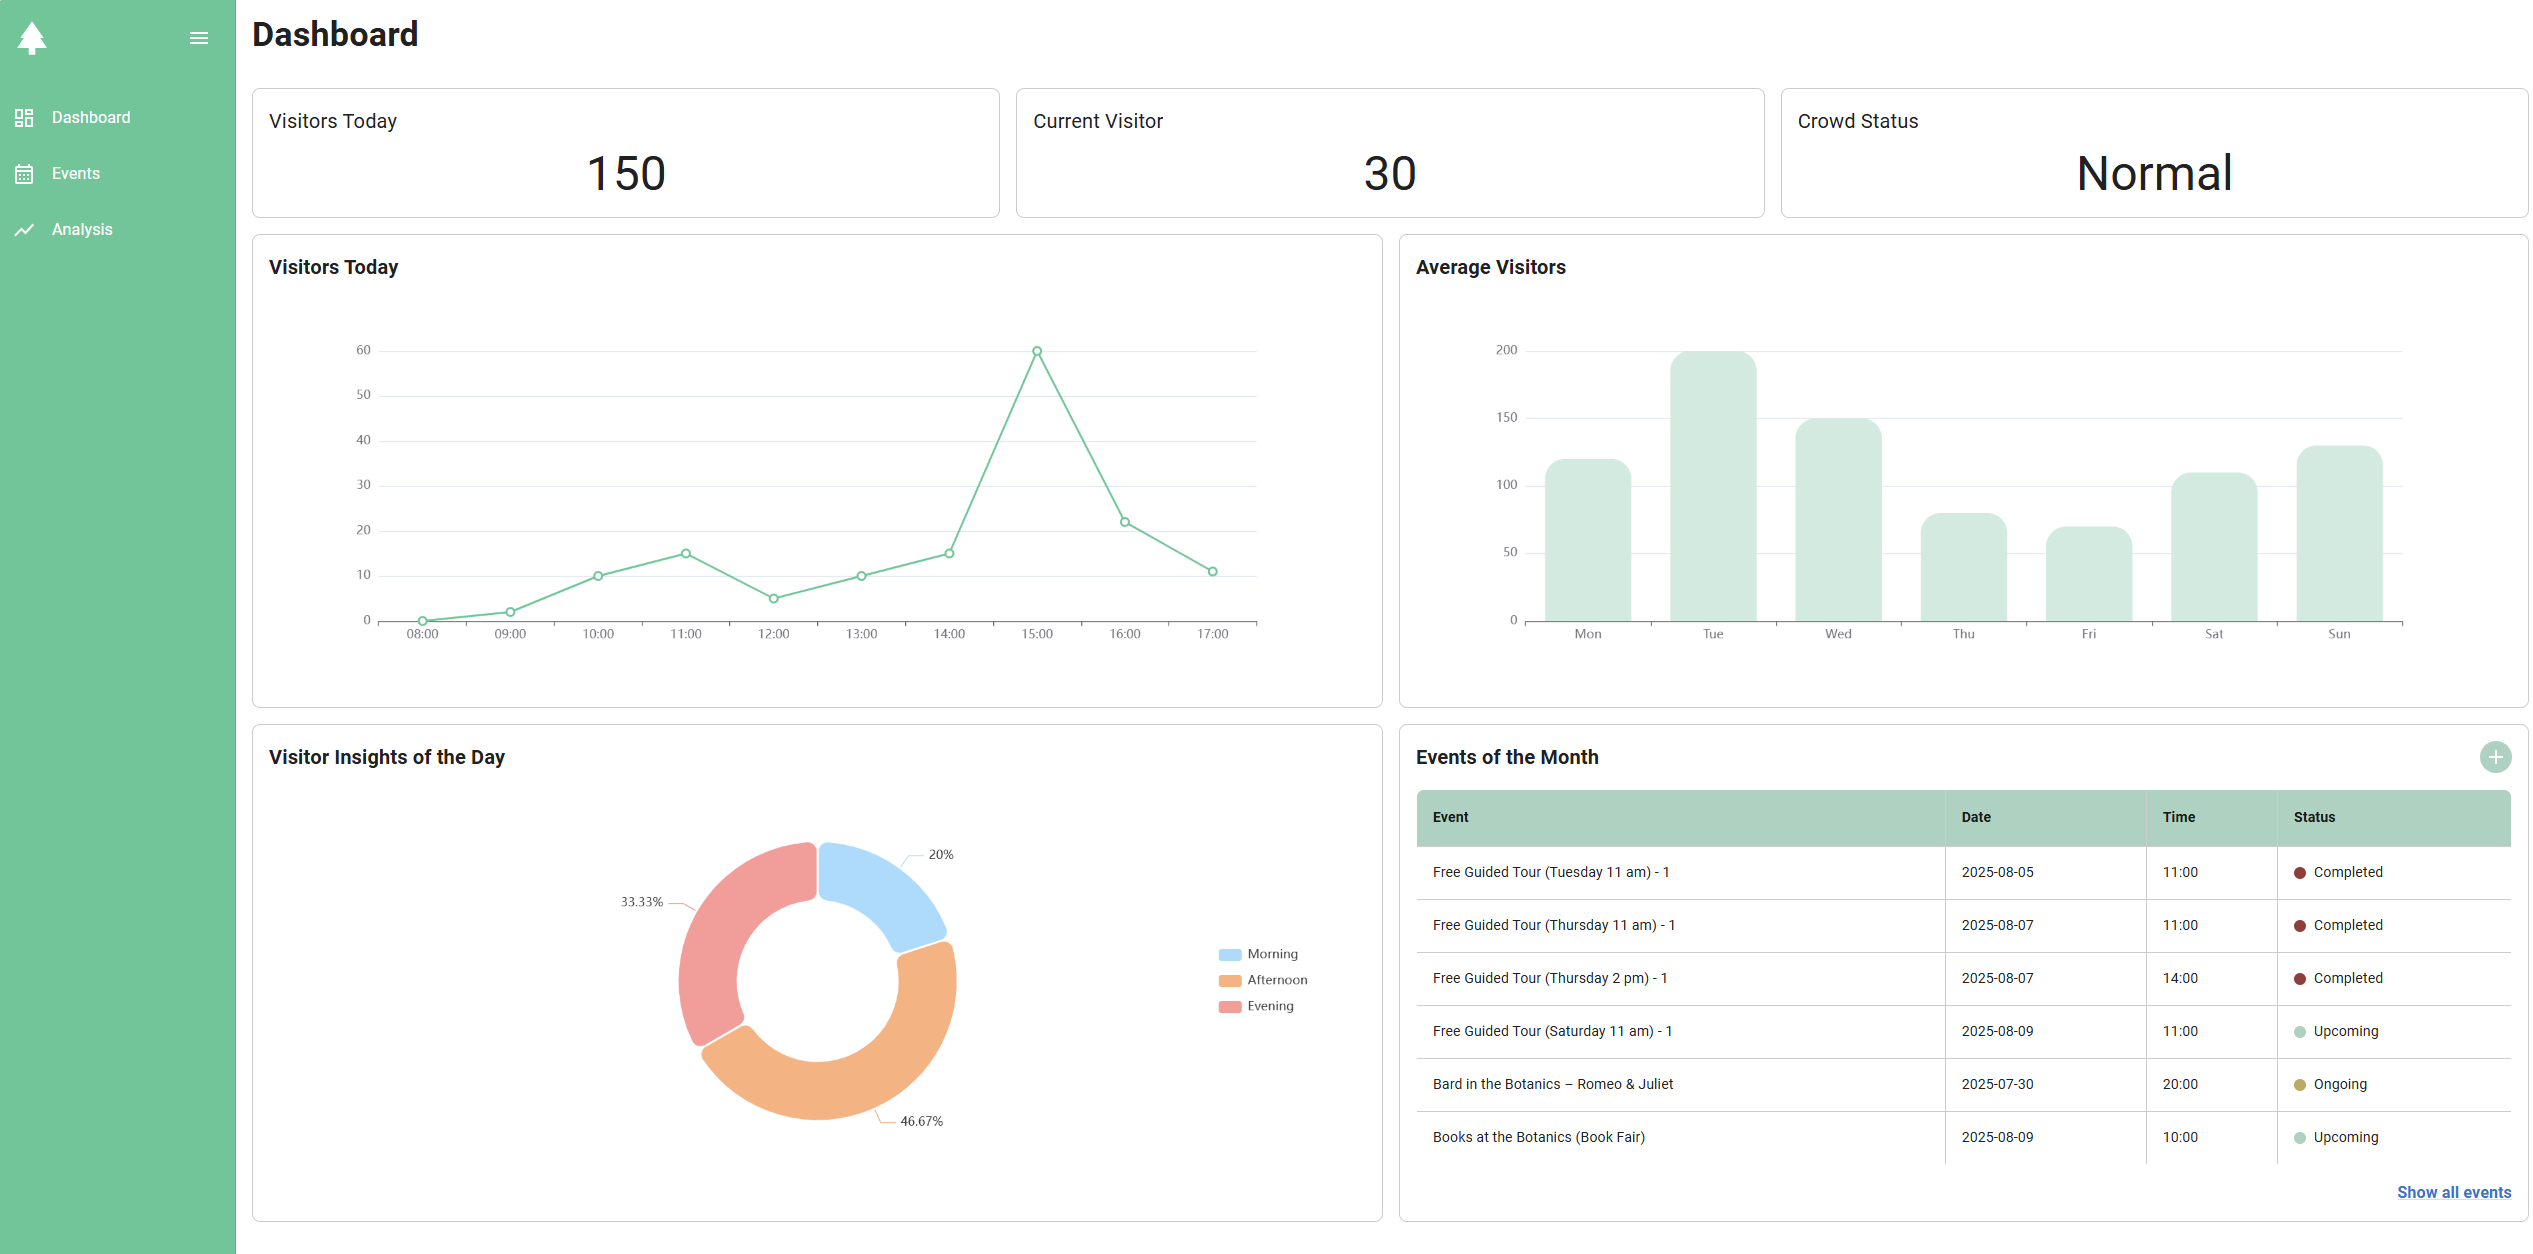 Dashboard
Dashboard
Events
Analysis
Visitors Today
150
Current Visitor
30
Crowd Status
Normal
Visitors Today
60
50
40
30
20
10
0
08:00 09:00 10:00 11:00 12:00 13:00 14:00 15:00 16:00 17:00
Average Visitors
200
150
100
50
0
Mon Tue Wed Thu Fri Sat Sun
Visitor Insights of the Day
20%
33.33%
46.67%
Morning
Afternoon
Evening
Events of the Month
Event Date Time Status
Free Guided Tour (Tuesday 11 am) - 1 2025-08-05 11:00 Completed
Free Guided Tour (Thursday 11 am) - 1 2025-08-07 11:00 Completed
Free Guided Tour (Thursday 2 pm) - 1 2025-08-07 14:00 Completed
Free Guided Tour (Saturday 11 am) - 1 2025-08-09 11:00 Upcoming
Bard in the Botanics – Romeo & Juliet 2025-07-30 20:00 Ongoing
Books at the Botanics (Book Fair) 2025-08-09 10:00 Upcoming
Show all events